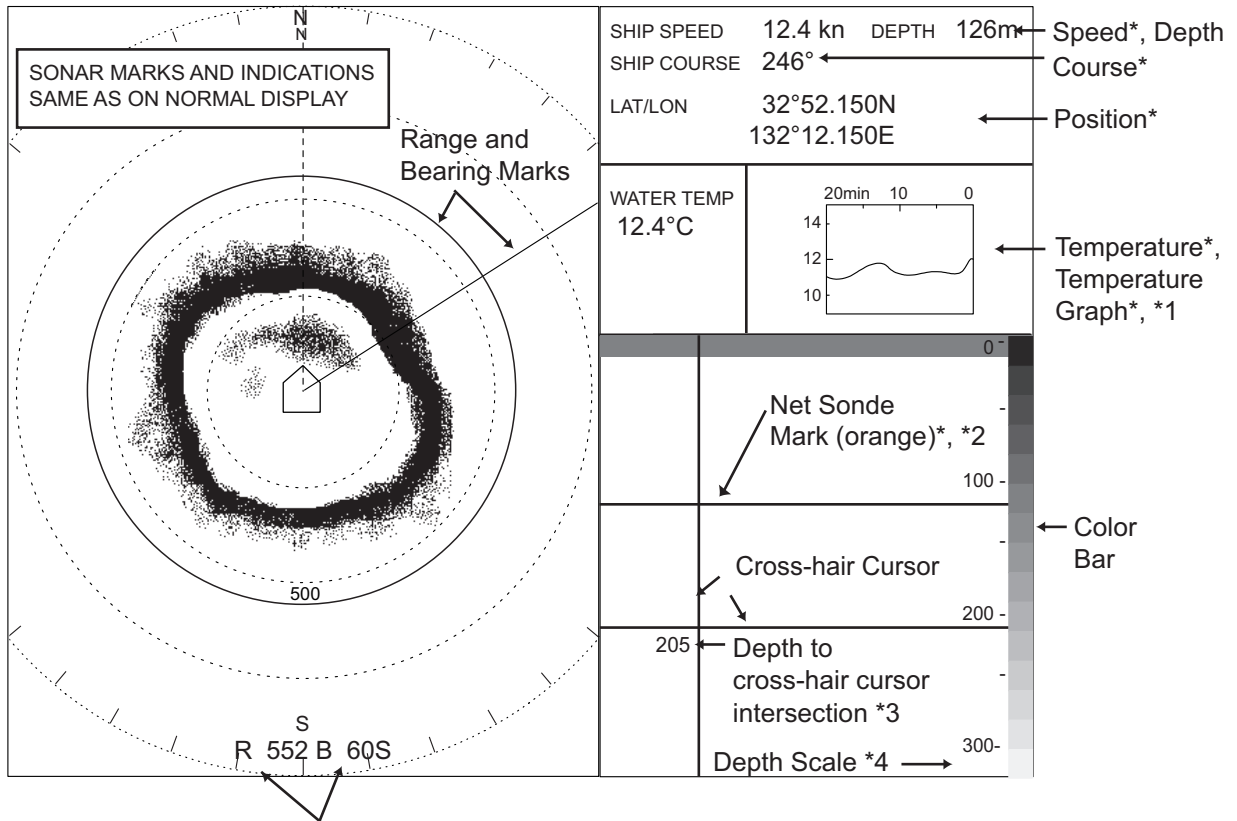 N
N
SONAR MARKS AND INDICATIONS
SAME AS ON NORMAL DISPLAY
Range and
Bearing Marks
500
S
R 552 B 60S
SHIP SPEED 12.4 kn DEPTH 126m
SHIP COURSE 246°
LAT/LON 32°52.150N
132°12.150E
Speed*, Depth
Course*
Position*
WATER TEMP
12.4°C
20min 10 0
14
12
10
Temperature*,
Temperature
Graph*, *1
0
Net Sonde
Mark (orange)*, *2
100
Color
Bar
Cross-hair Cursor
200
205
Depth to
cross-hair cursor
intersection *3
300
Depth Scale *4